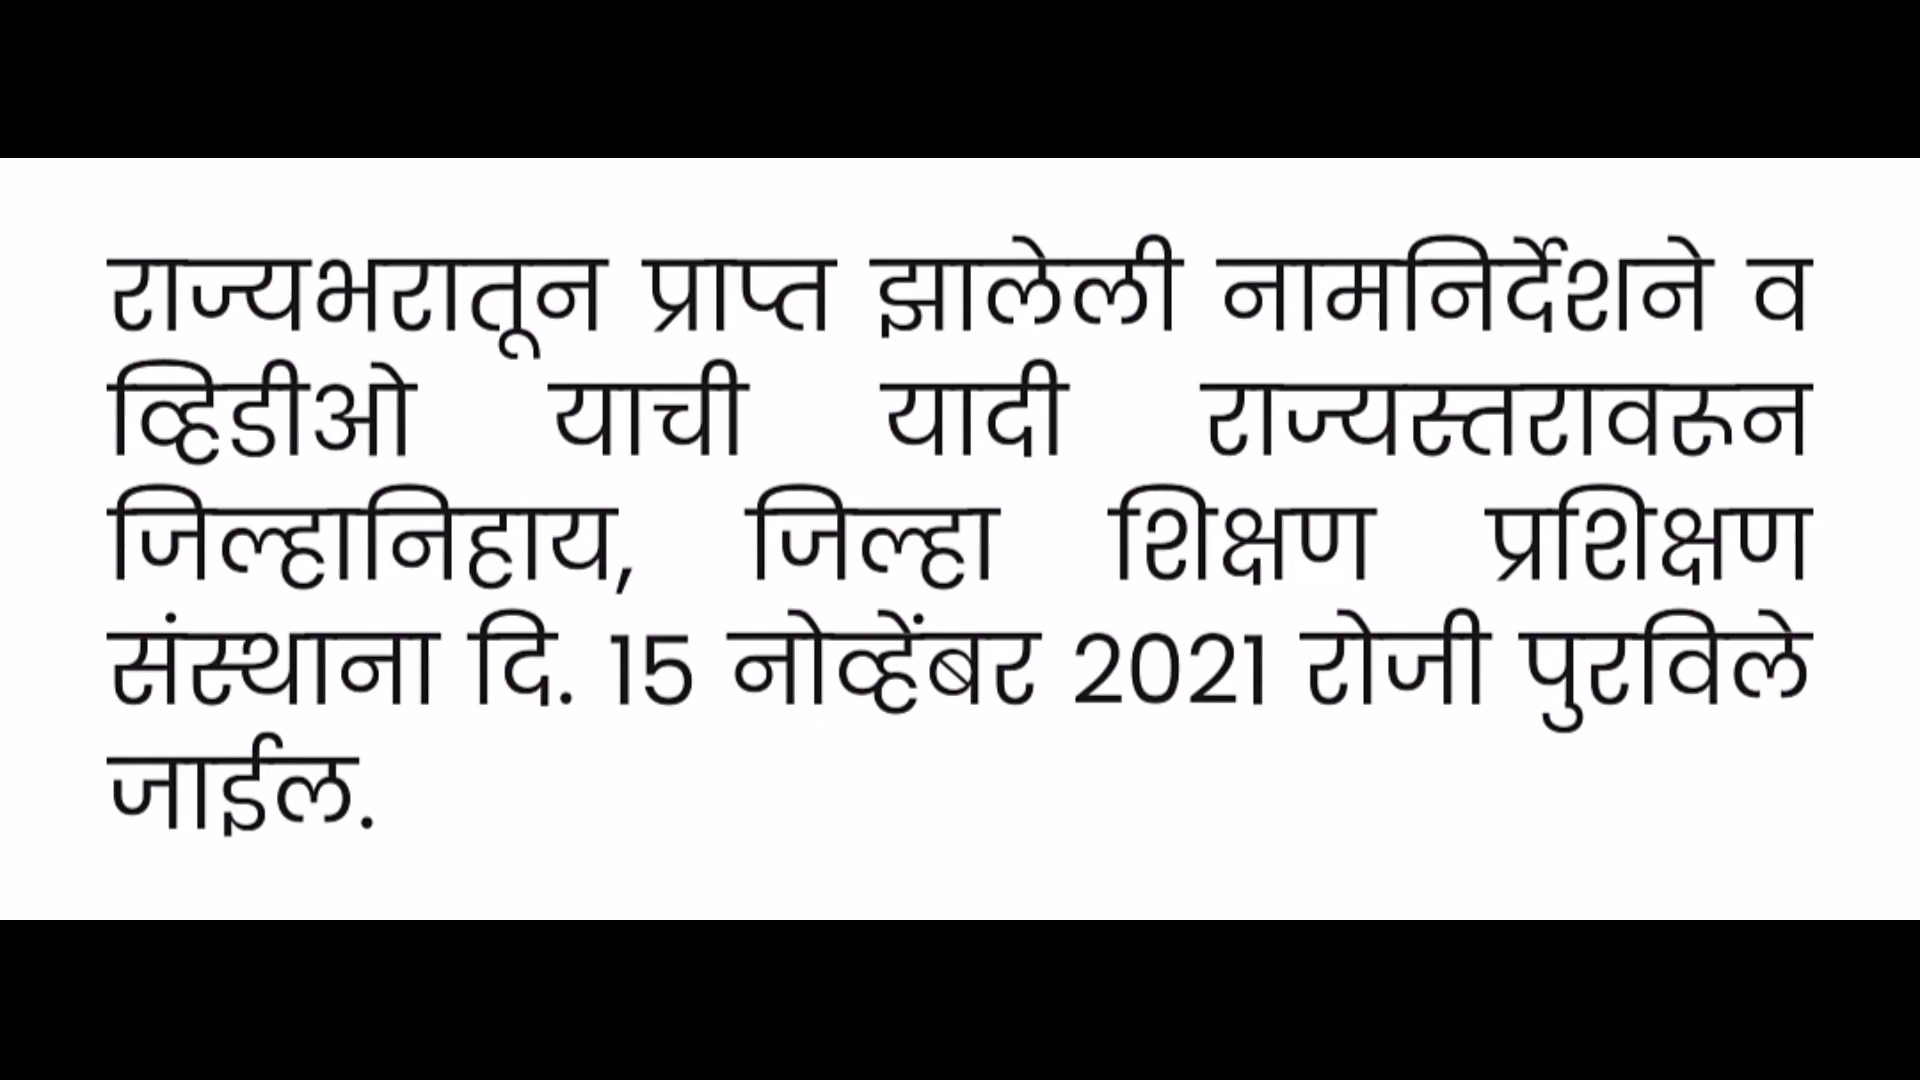 राज्यभरातून प्राप्त झालेली नामनिर्देशने व
व्हिडीओ याची यादी राज्यस्तरावरून
जिल्हानिहाय, जिल्हा शिक्षण प्रशिक्षण
संस्थाना दि. 15 नोव्हेंबर 2021 रोजी पुरविले
जाईल.